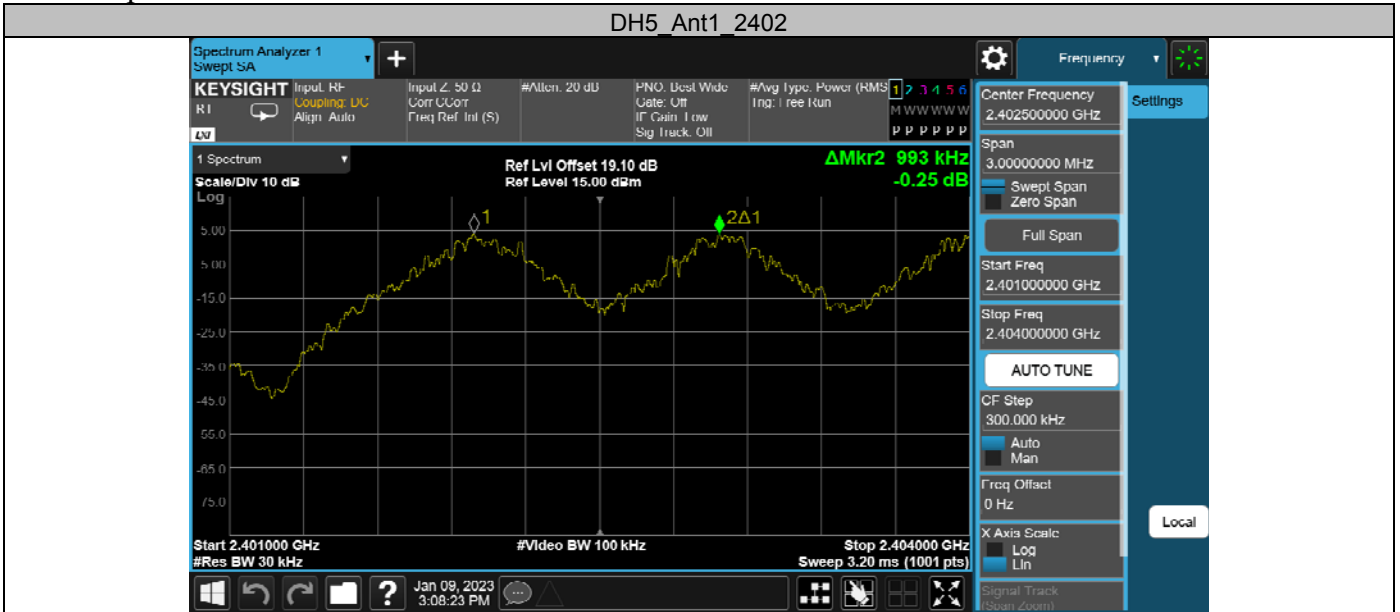 DH5_Ant1_2402
Spectrum Analyzer 1
Swept SA
Frequency
KEYSIGHT
Input: RF
Coupling: DC
Align: Auto
Input Z: 50 Ω
Corr CCorr
Freq Ref: Int (S)
#Atten: 20 dB
PNO: Best Wide
Gate: Off
IF Gain: Low
Sig Track: Off
#Avg Type: Power (RMS
Trig: Free Run
1 2 3 4 5 6
M W W W W W
P P P P P P
LXI
Center Frequency
2.402500000 GHz
Settings
Span
3.00000000 MHz
Swept Span
Zero Span
Full Span
Start Freq
2.401000000 GHz
Stop Freq
2.404000000 GHz
AUTO TUNE
CF Step
300.000 kHz
Auto
Man
Freq Offset
0 Hz
X Axis Scale
Log
Lin
Signal Track
(Span Zoom)
Local
1 Spectrum
Scale/Div 10 dB
Log
Ref Lvl Offset 19.10 dB
Ref Level 15.00 dBm
ΔMkr2 993 kHz
-0.25 dB
1
2Δ1
5.00
5.00
-15.0
-25.0
-35.0
-45.0
-55.0
-65.0
75.0
Start 2.401000 GHz
#Res BW 30 kHz
#Video BW 100 kHz
Stop 2.404000 GHz
Sweep 3.20 ms (1001 pts)
?
Jan 09, 2023
3:08:23 PM